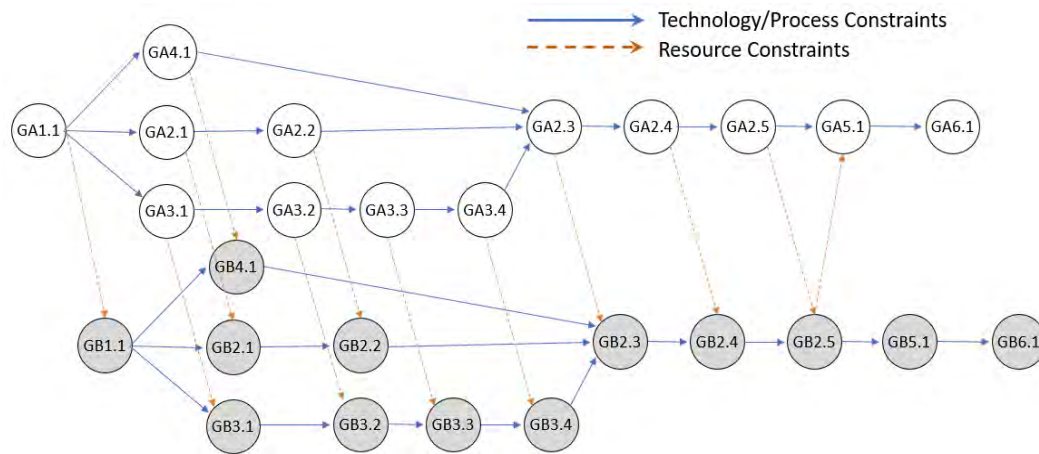 Technology/Process Constraints
Resource Constraints
GA4.1
GA1.1
GA2.1
GA2.2
GA2.3
GA2.4
GA2.5
GA5.1
GA6.1
GA3.1
GA3.2
GA3.3
GA3.4
GB4.1
GB1.1
GB2.1
GB2.2
GB2.3
GB2.4
GB2.5
GB5.1
GB6.1
GB3.1
GB3.2
GB3.3
GB3.4